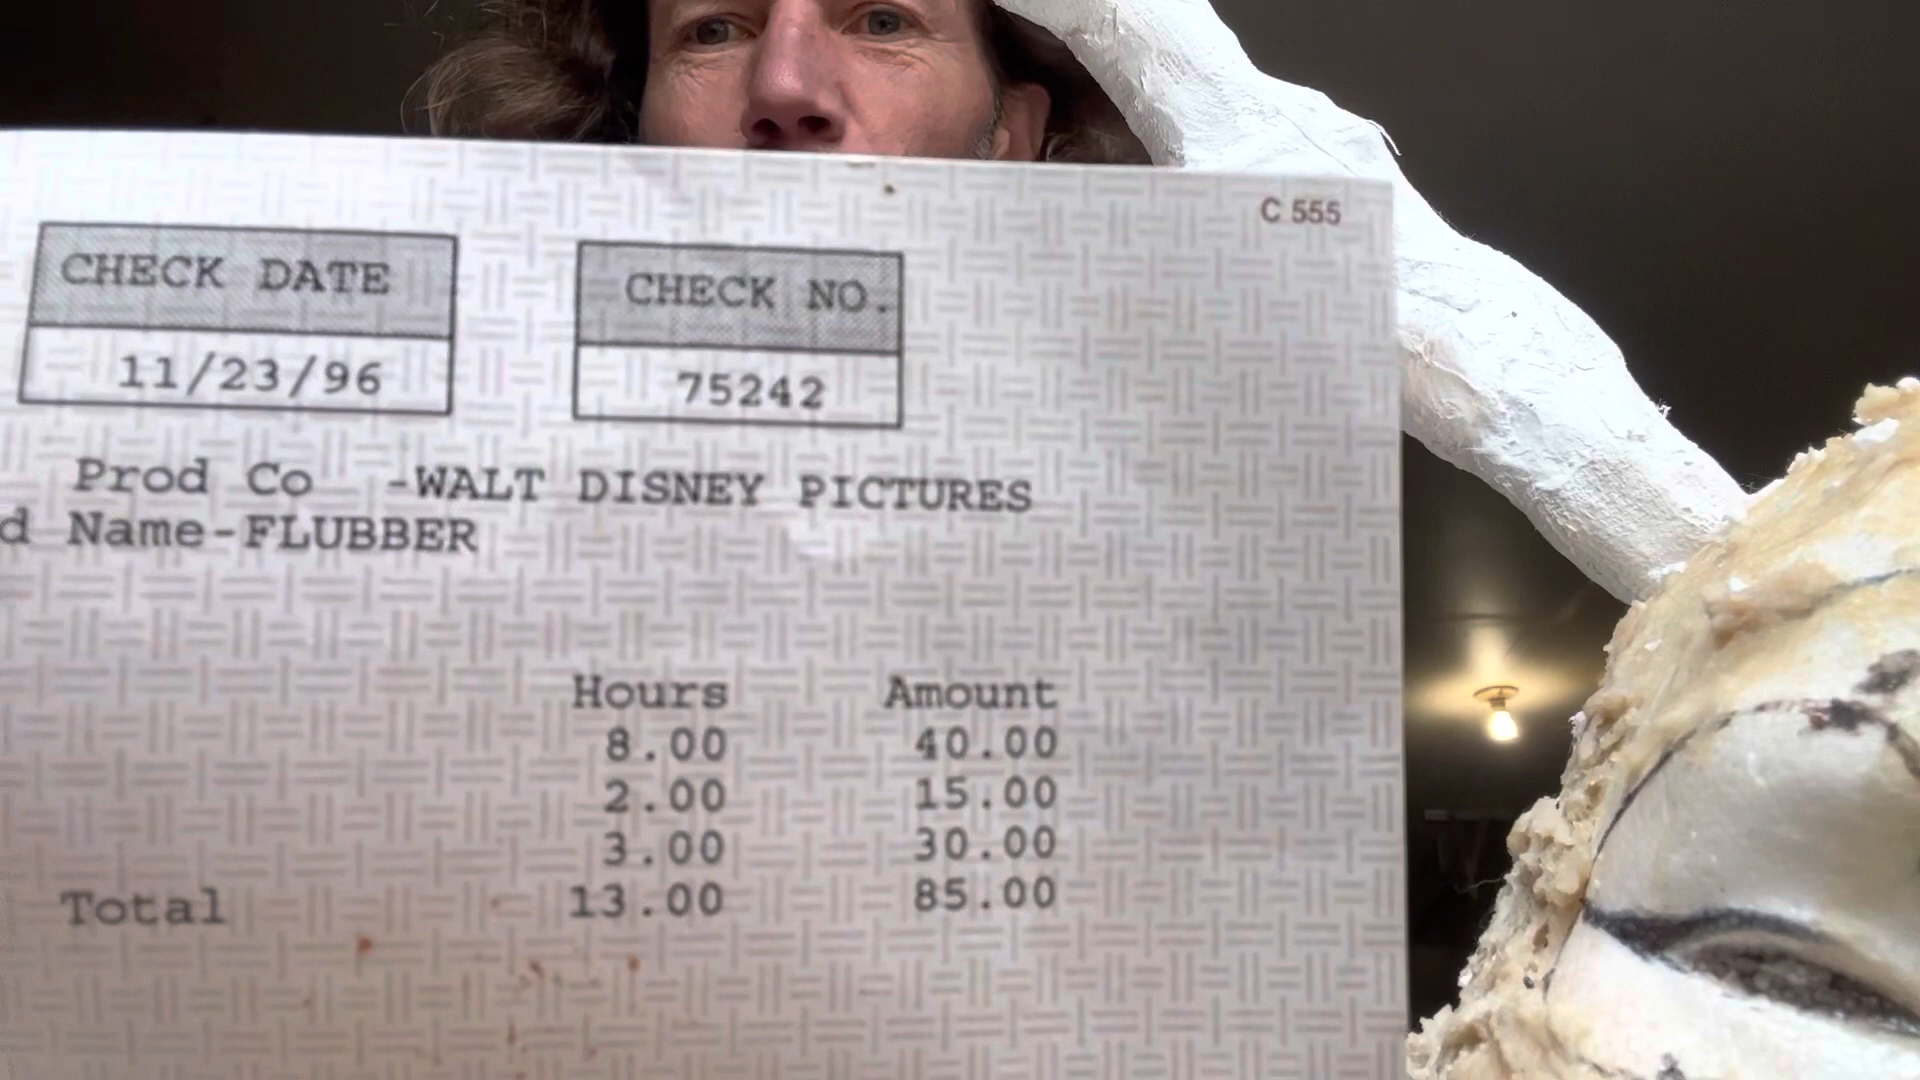 C 555
CHECK DATE CHECK NO.
11/23/96 75242
Prod Co -WALT DISNEY PICTURES
d Name-FLUBBER
Hours Amount
8.00 40.00
2.00 15.00
3.00 30.00
Total 13.00 85.00